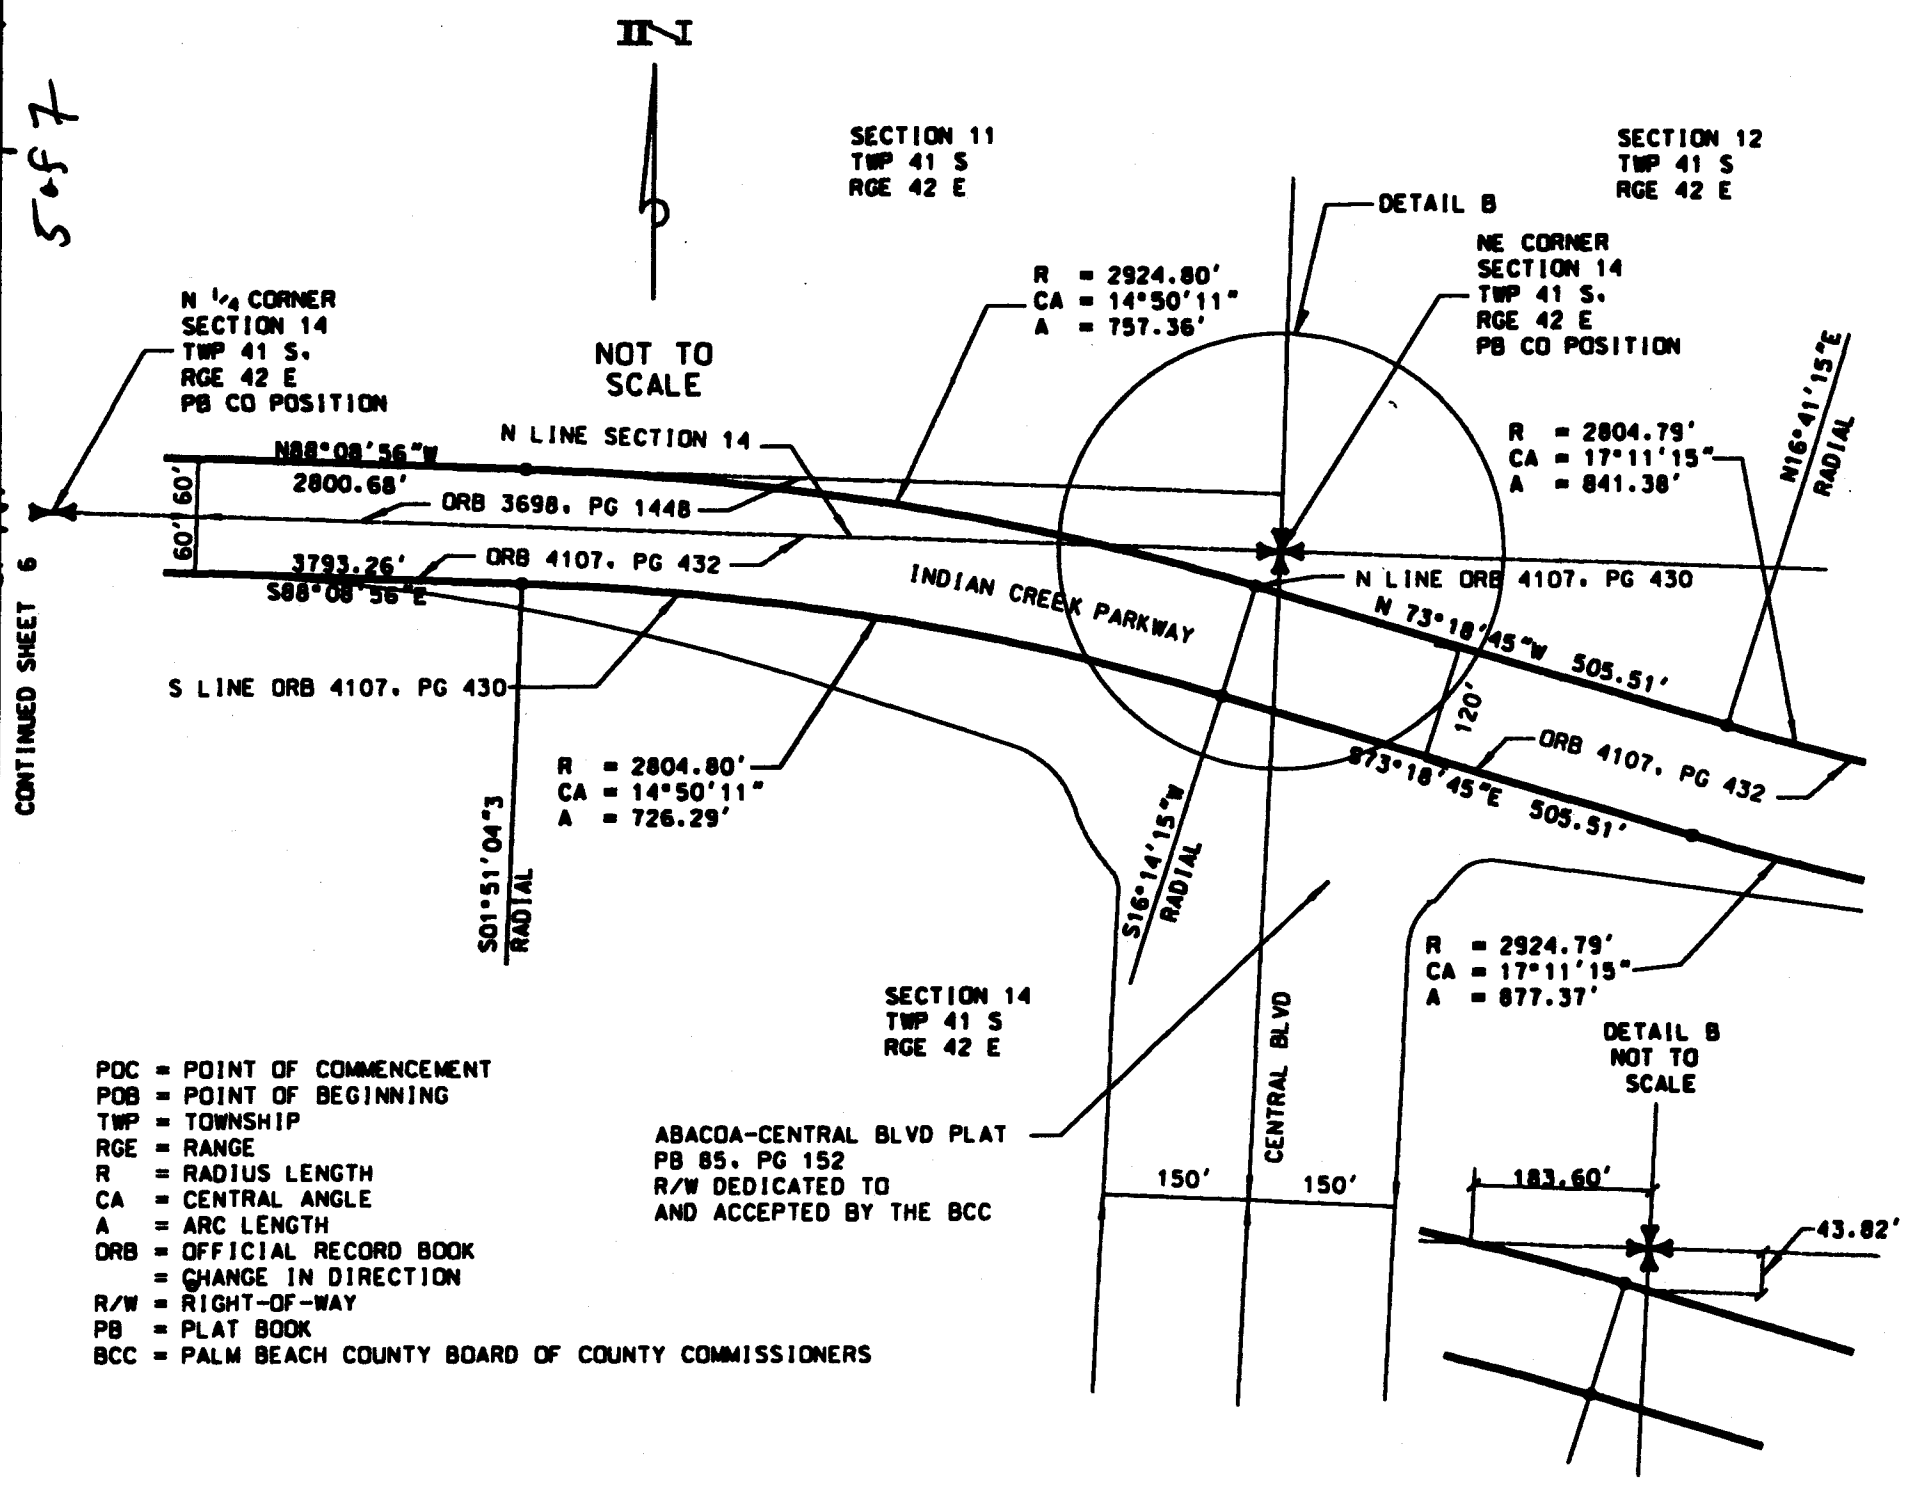 5 of 7
N
NOT TO
SCALE
SECTION 11
TWP 41 S
RGE 42 E
SECTION 12
TWP 41 S
RGE 42 E
DETAIL B
NE CORNER
SECTION 14
TWP 41 S.
RGE 42 E
PB CO POSITION
N 1/4 CORNER
SECTION 14
TWP 41 S.
RGE 42 E
PB CO POSITION
R = 2924.80'
CA = 14°50'11"
A = 757.36'
N16°41'15"E
RADIAL
R = 2804.79'
CA = 17°11'15"
A = 841.38'
N LINE SECTION 14
N88°08'56"W
2800.68'
60'
60'
ORB 3698. PG 1448
ORB 4107. PG 432
3793.26'
S88°08'56"E
INDIAN CREEK PARKWAY
N LINE ORB 4107. PG 430
N 73°18'45"W 505.51'
S LINE ORB 4107. PG 430
120'
ORB 4107. PG 432
S73°18'45"E 505.51'
CONTINUED SHEET 6
R = 2804.80'
CA = 14°50'11"
A = 726.29'
S01°51'04"3
RADIAL
S16°14'15"W
RADIAL
R = 2924.79'
CA = 17°11'15"
A = 877.37'
SECTION 14
TWP 41 S
RGE 42 E
CENTRAL BLVD
DETAIL B
NOT TO
SCALE
POC = POINT OF COMMENCEMENT
POB = POINT OF BEGINNING
TWP = TOWNSHIP
RGE = RANGE
R = RADIUS LENGTH
CA = CENTRAL ANGLE
A = ARC LENGTH
ORB = OFFICIAL RECORD BOOK
= CHANGE IN DIRECTION
R/W = RIGHT-OF-WAY
PB = PLAT BOOK
BCC = PALM BEACH COUNTY BOARD OF COUNTY COMMISSIONERS
ABACOA-CENTRAL BLVD PLAT
PB 85. PG 152
R/W DEDICATED TO
AND ACCEPTED BY THE BCC
150'
150'
183.60'
43.82'